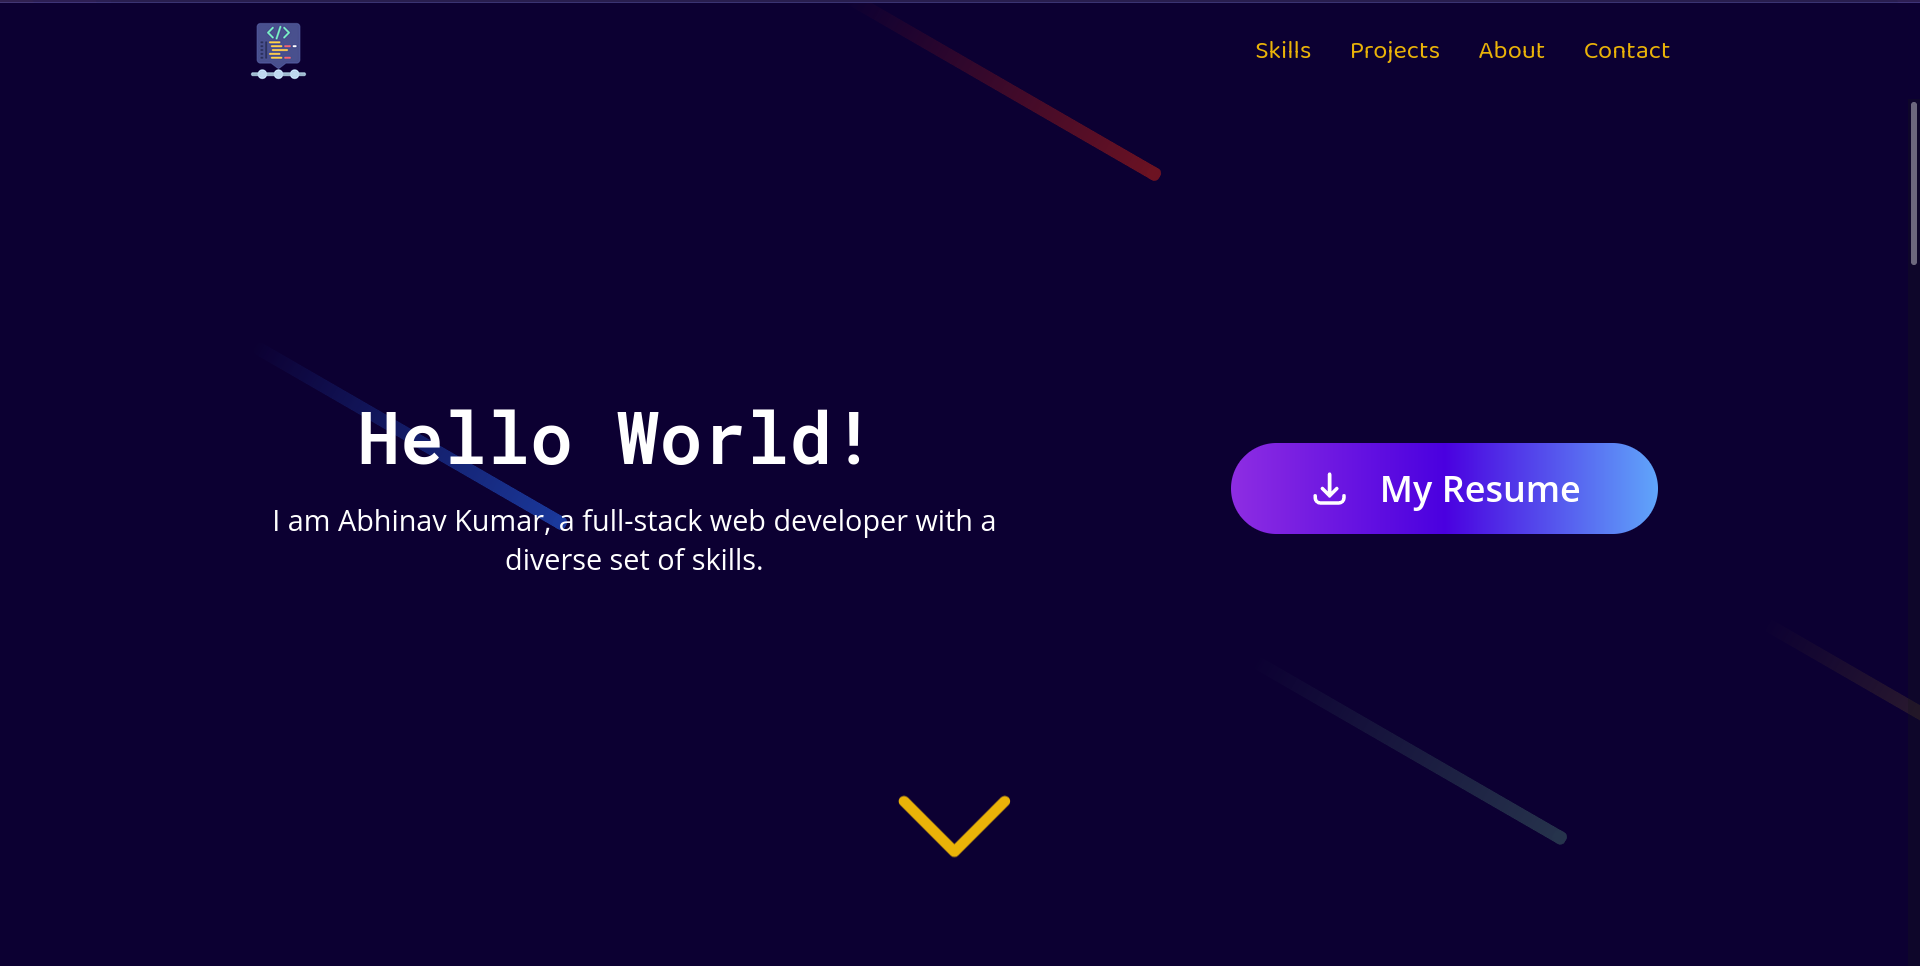 </>
Skills Projects About Contact
Hello World!
I am Abhinav Kumar, a full-stack web developer with a
diverse set of skills.
My Resume